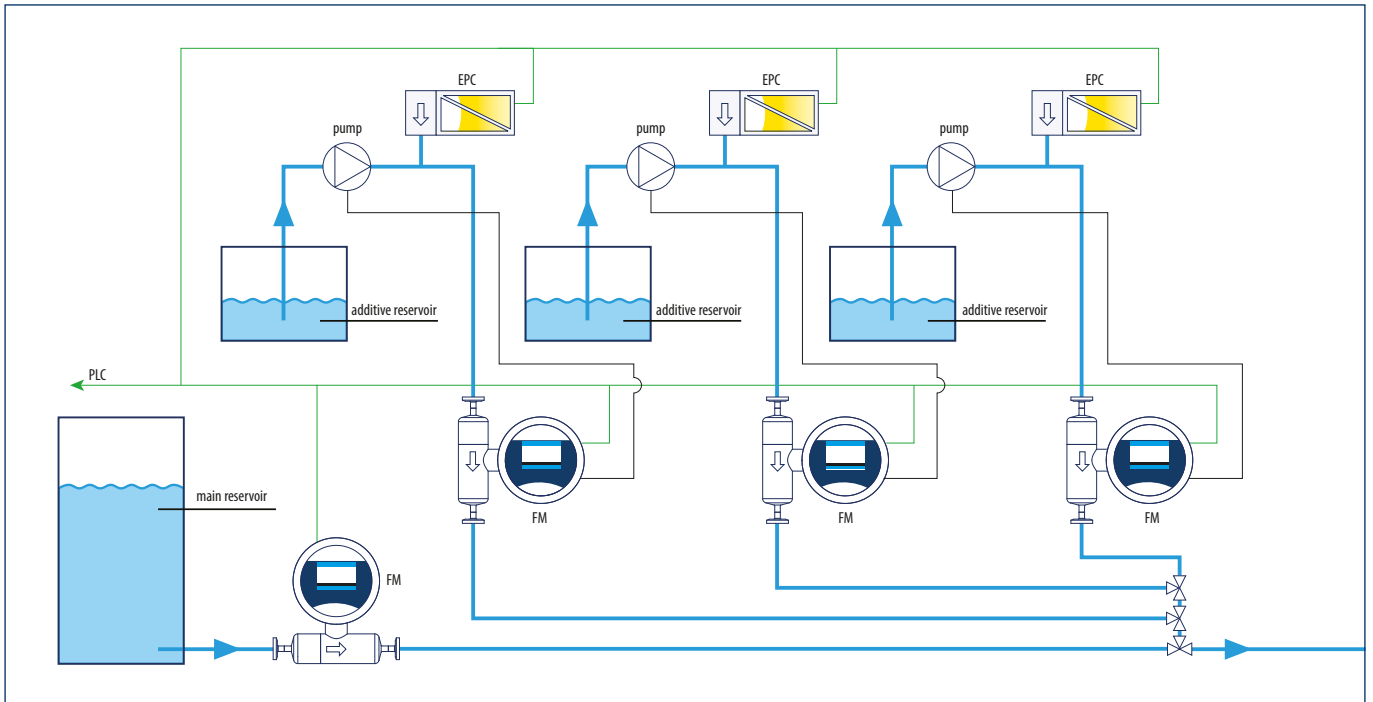 EPC
EPC
EPC
pump
pump
pump
additive reservoir
additive reservoir
additive reservoir
PLC
main reservoir
FM
FM
FM
FM